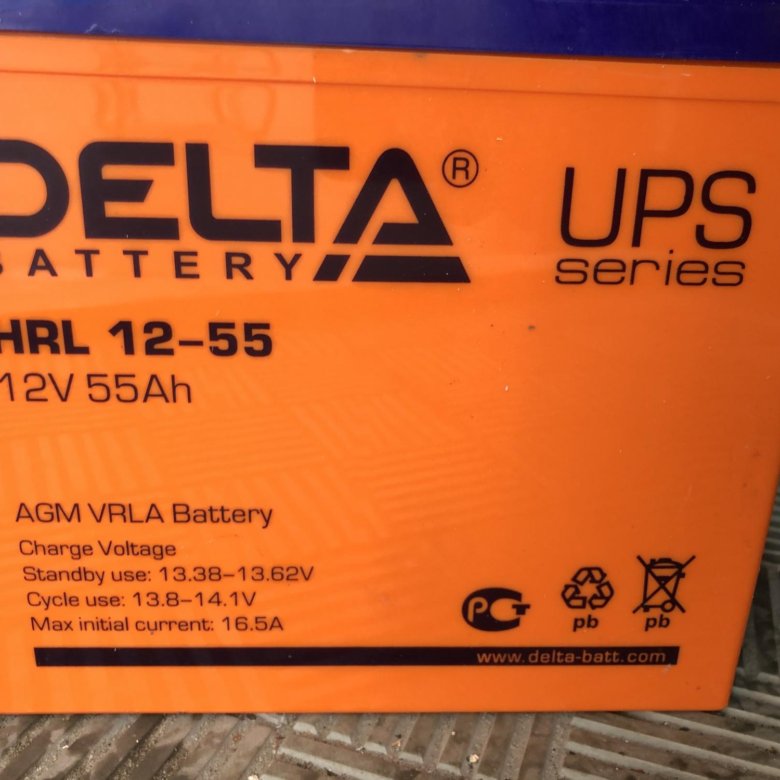 DELTA®
BATTERY
UPS
series
HRL 12-55
12V 55Ah
AGM VRLA Battery
Charge Voltage
Standby use: 13.38-13.62V
Cycle use: 13.8-14.1V
Max initial current: 16.5A
РСТ
pb pb
www.delta-batt.com